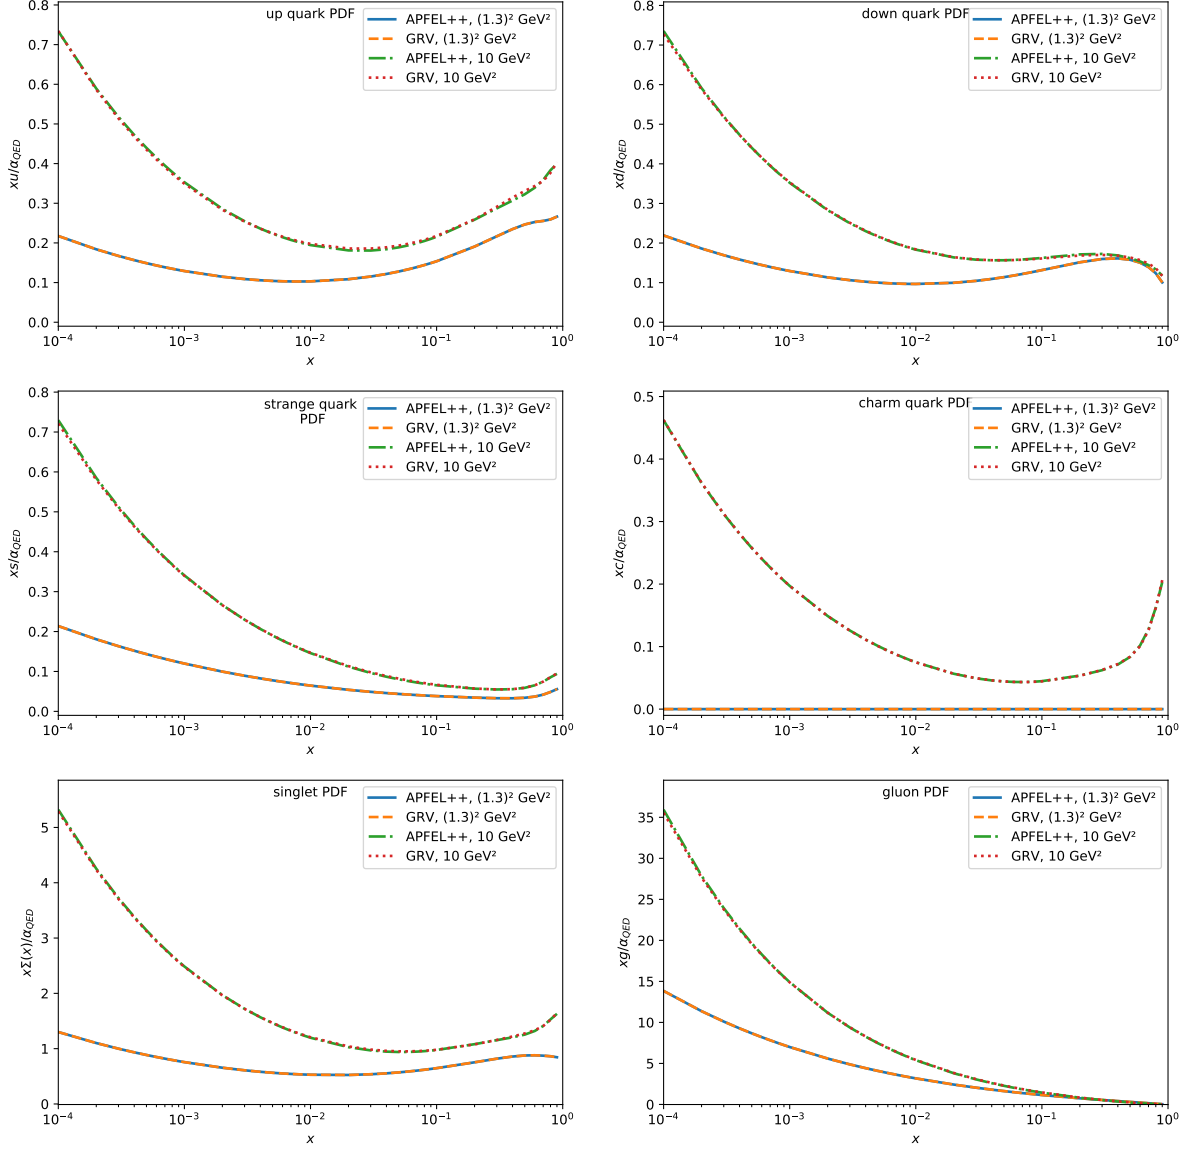 up quark PDF
APFEL++, (1.3)² GeV²
GRV, (1.3)² GeV²
APFEL++, 10 GeV²
GRV, 10 GeV²
xu/α_QED
0.8
0.7
0.6
0.5
0.4
0.3
0.2
0.1
0.0
10⁻⁴ 10⁻³ 10⁻² 10⁻¹ 10⁰
x
down quark PDF
APFEL++, (1.3)² GeV²
GRV, (1.3)² GeV²
APFEL++, 10 GeV²
GRV, 10 GeV²
xd/α_QED
0.8
0.7
0.6
0.5
0.4
0.3
0.2
0.1
0.0
10⁻⁴ 10⁻³ 10⁻² 10⁻¹ 10⁰
x
strange quark
PDF
APFEL++, (1.3)² GeV²
GRV, (1.3)² GeV²
APFEL++, 10 GeV²
GRV, 10 GeV²
xs/α_QED
0.8
0.7
0.6
0.5
0.4
0.3
0.2
0.1
0.0
10⁻⁴ 10⁻³ 10⁻² 10⁻¹ 10⁰
x
charm quark PDF
APFEL++, (1.3)² GeV²
GRV, (1.3)² GeV²
APFEL++, 10 GeV²
GRV, 10 GeV²
xc/α_QED
0.5
0.4
0.3
0.2
0.1
0.0
10⁻⁴ 10⁻³ 10⁻² 10⁻¹ 10⁰
x
singlet PDF
APFEL++, (1.3)² GeV²
GRV, (1.3)² GeV²
APFEL++, 10 GeV²
GRV, 10 GeV²
xΣ(x)/α_QED
5
4
3
2
1
0
10⁻⁴ 10⁻³ 10⁻² 10⁻¹ 10⁰
x
gluon PDF
APFEL++, (1.3)² GeV²
GRV, (1.3)² GeV²
APFEL++, 10 GeV²
GRV, 10 GeV²
xg/α_QED
35
30
25
20
15
10
5
0
10⁻⁴ 10⁻³ 10⁻² 10⁻¹ 10⁰
x